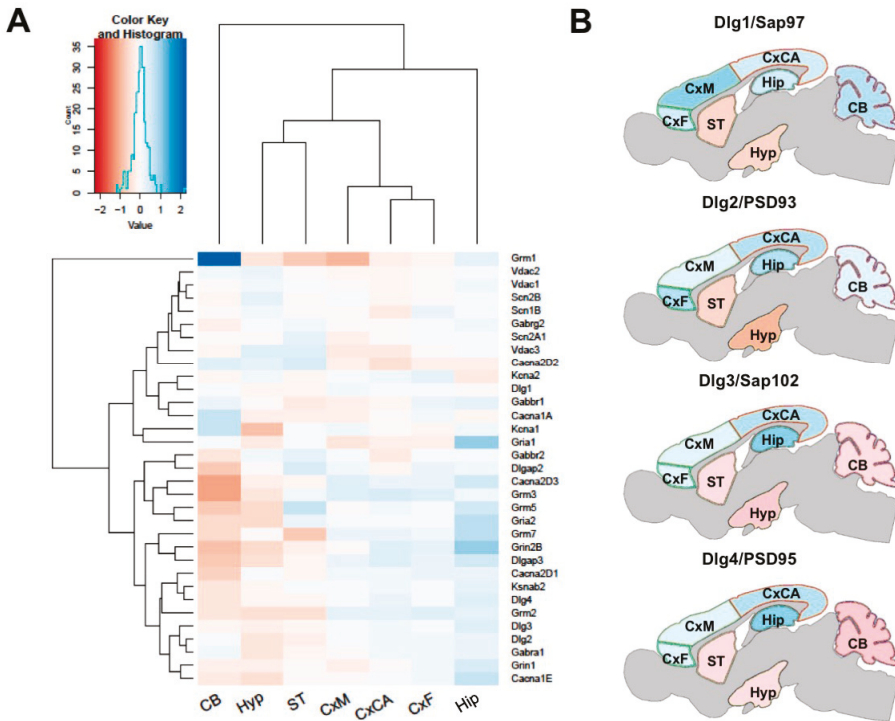 A
Color Key
and Histogram
Count
35
30
25
20
15
10
5
0
−2 −1 0 1 2
Value
Grm1
Vdac2
Vdac1
Scn2B
Scn1B
Gabrg2
Scn2A1
Vdac3
Cacna2D2
Kcna2
Dlg1
Gabbr1
Cacna1A
Kcna1
Gria1
Gabbr2
Dlgap2
Cacna2D3
Grm3
Grm5
Gria2
Grm7
Grin2B
Dlgap3
Cacna2D1
Ksnab2
Dlg4
Grm2
Dlg3
Dlg2
Gabra1
Grin1
Cacna1E
CB Hyp ST CxM CxCA CxF Hip
B
Dlg1/Sap97
CxCA
CxM
Hip
CxF
ST
CB
Hyp
Dlg2/PSD93
CxCA
CxM
Hip
CxF
ST
CB
Hyp
Dlg3/Sap102
CxCA
CxM
Hip
CxF
ST
CB
Hyp
Dlg4/PSD95
CxCA
CxM
Hip
CxF
ST
CB
Hyp